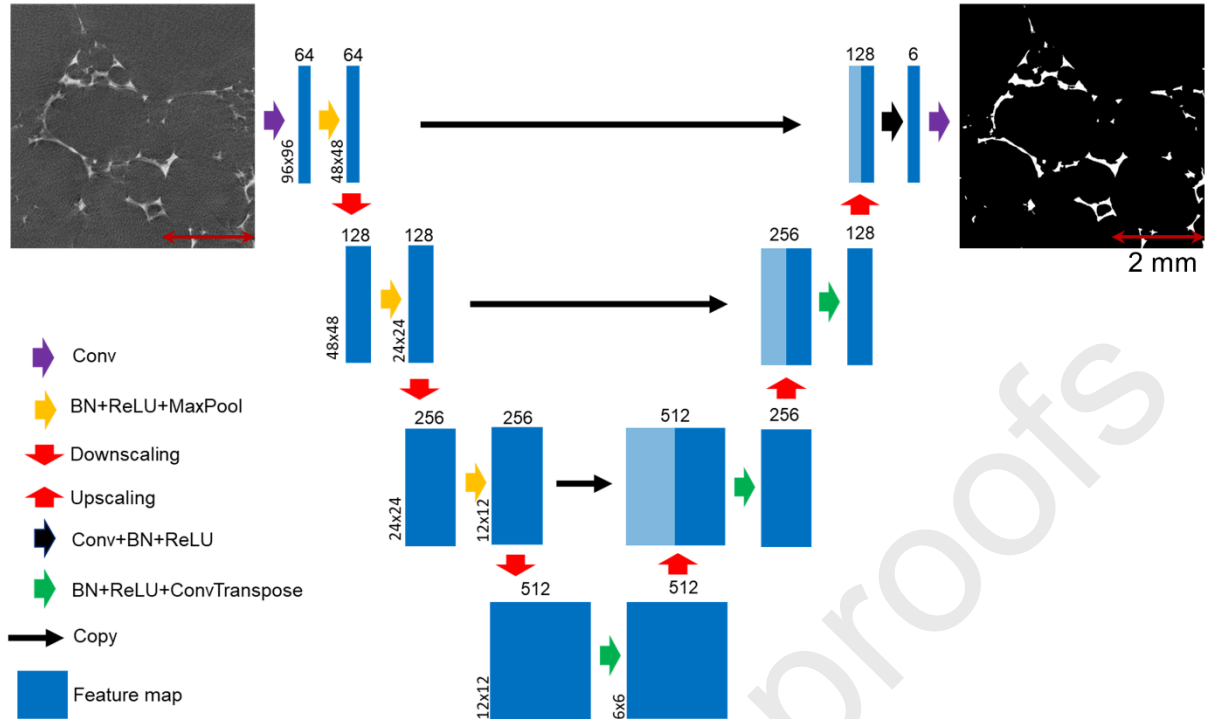 64
64
128
6
96x96
48x48
2 mm
128
128
256
128
48x48
24x24
Conv
BN+ReLU+MaxPool
256
256
512
256
Downscaling
Upscaling
24x24
12x12
Conv+BN+ReLU
512
512
BN+ReLU+ConvTranspose
Copy
12x12
6x6
Feature map
proofs